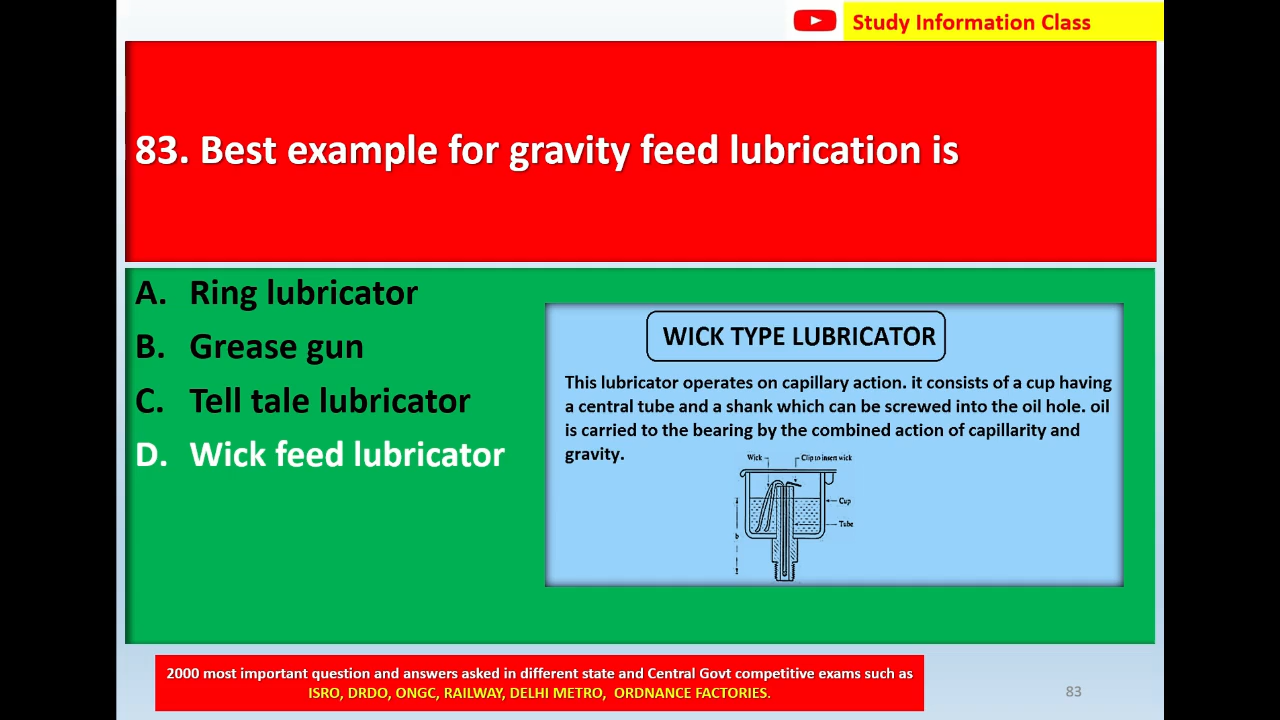 Study Information Class
83. Best example for gravity feed lubrication is
A. Ring lubricator
B. Grease gun
C. Tell tale lubricator
D. Wick feed lubricator
WICK TYPE LUBRICATOR
This lubricator operates on capillary action. it consists of a cup having
a central tube and a shank which can be screwed into the oil hole. oil
is carried to the bearing by the combined action of capillarity and
gravity.
Wick
Clip to insert wick
Cup
Tube
b
2000 most important question and answers asked in different state and Central Govt competitive exams such as
ISRO, DRDO, ONGC, RAILWAY, DELHI METRO, ORDNANCE FACTORIES.
83